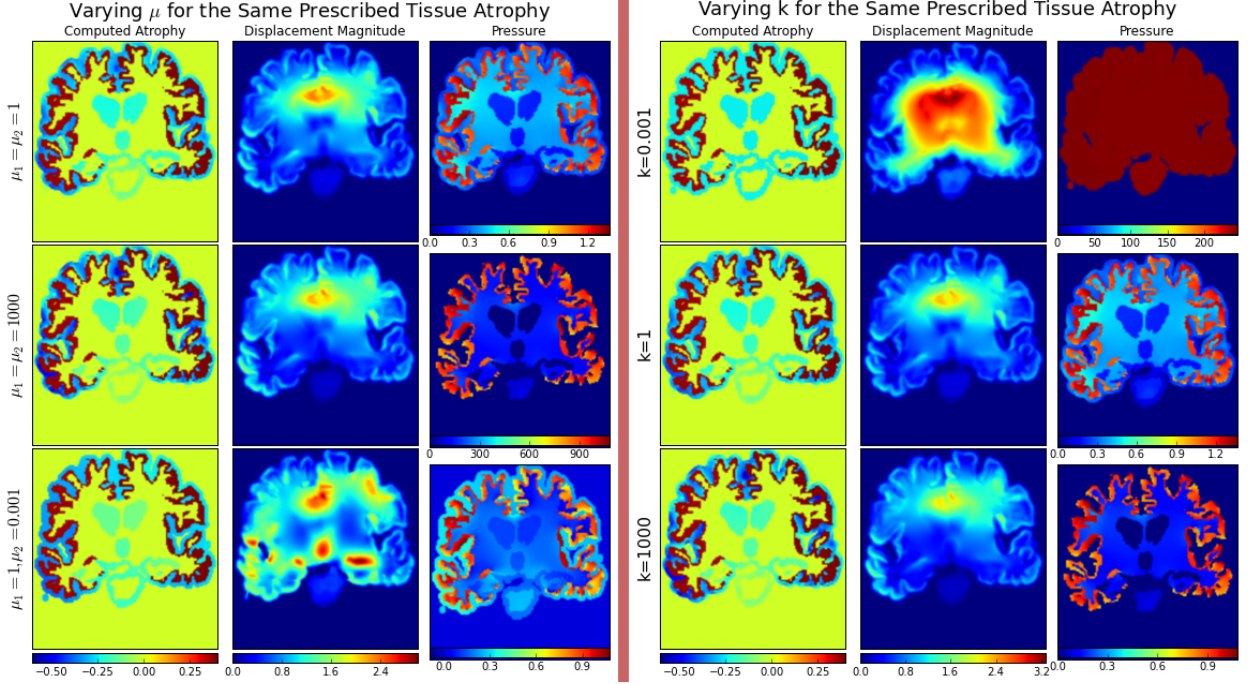 Varying μ for the Same Prescribed Tissue Atrophy
Computed Atrophy Displacement Magnitude Pressure
μ₁ = μ₂ = 1
0.0 0.3 0.6 0.9 1.2
μ₁ = μ₂ = 1000
0 300 600 900
μ₁ = 1, μ₂ = 0.001
−0.50 −0.25 0.00 0.25
0.0 0.8 1.6 2.4
0.0 0.3 0.6 0.9
Varying k for the Same Prescribed Tissue Atrophy
Computed Atrophy Displacement Magnitude Pressure
k=0.001
0 50 100 150 200
k=1
0.0 0.3 0.6 0.9 1.2
k=1000
−0.50 −0.25 0.00 0.25
0.0 0.8 1.6 2.4 3.2
0.0 0.3 0.6 0.9